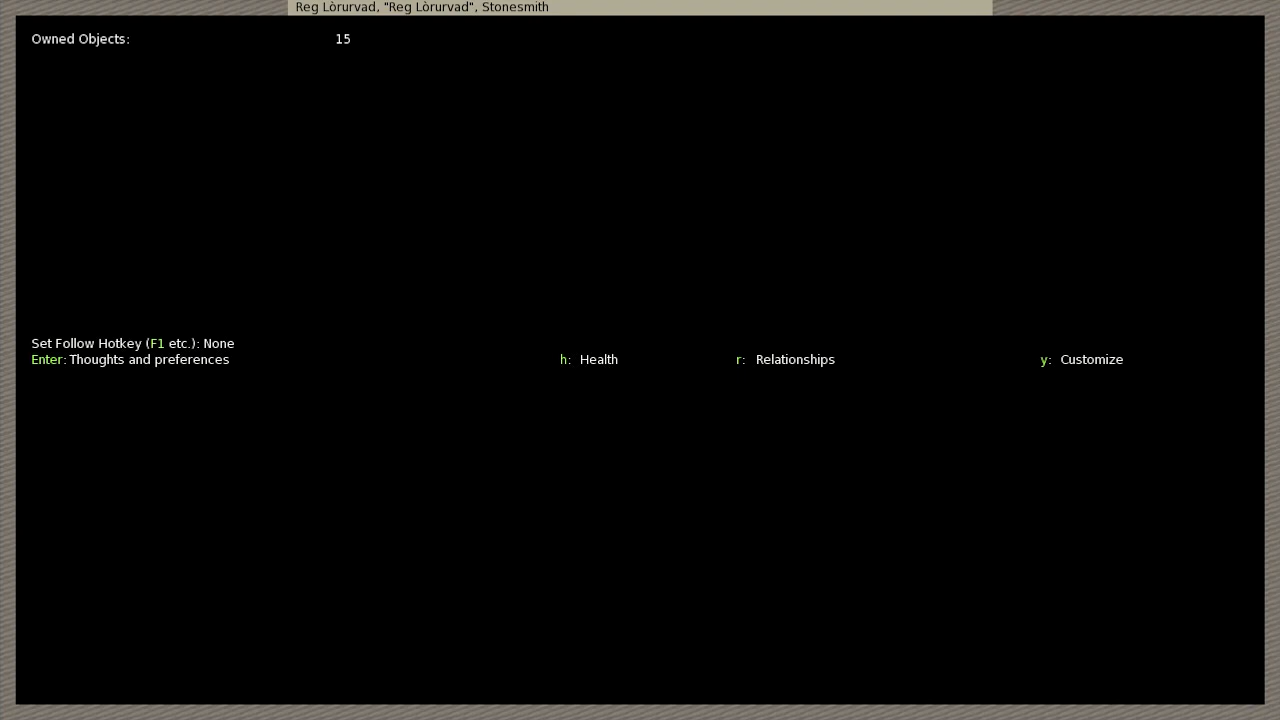 Reg Lòrurvad, "Reg Lòrurvad", Stonesmith
Owned Objects: 15
Set Follow Hotkey (F1 etc.): None
Enter: Thoughts and preferences h: Health r: Relationships y: Customize